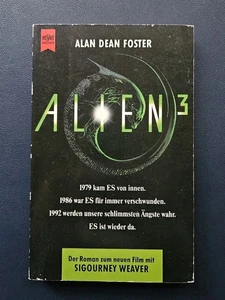 HEYNE
ALAN DEAN FOSTER
ALIEN³
1979 kam ES von innen.
1986 war ES für immer verschwunden.
1992 werden unsere schlimmsten Ängste wahr.
ES ist wieder da.
Der Roman zum neuen Film mit
SIGOURNEY WEAVER